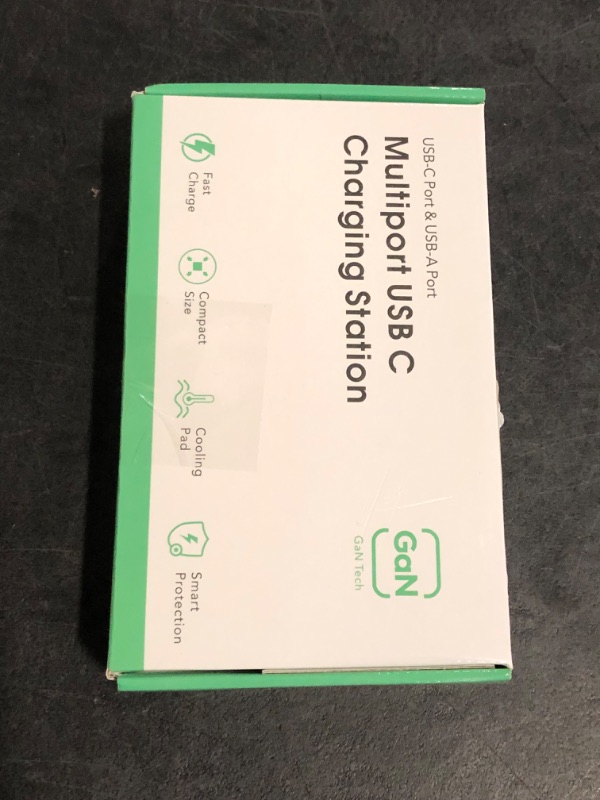 USB-C Port & USB-A Port
Multiport USB C
Charging Station
GaN
GaN Tech
Fast
Charge
Compact
Size
Cooling
Pad
Smart
Protection